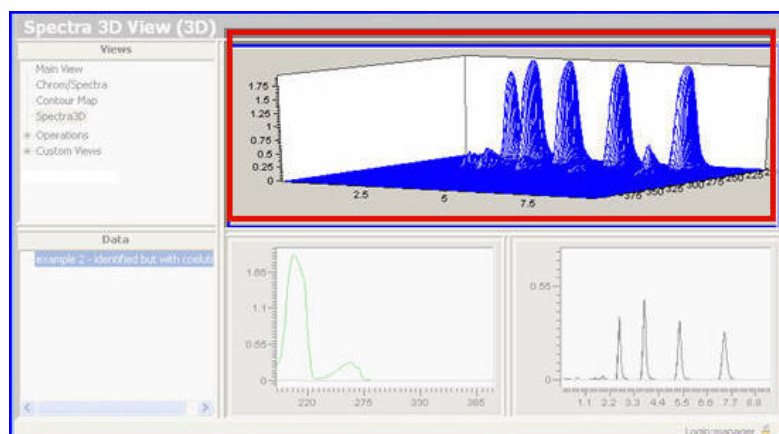 Spectra 3D View (3D)
Views
Main View
Chrom/Spectra
Contour Map
Spectra3D
Operations
Custom Views
1.75
1.5
1.25
1
0.75
0.5
0.25
0
2.5
5
7.5
375 350 325 300 275 250 225
Data
example 2 - identified but with coelut
1.65
1.1
0.55
0
220 275 330 385
0.55
0
1.1 2.2 3.3 4.4 5.5 6.6 7.7 8.8
Login:manager